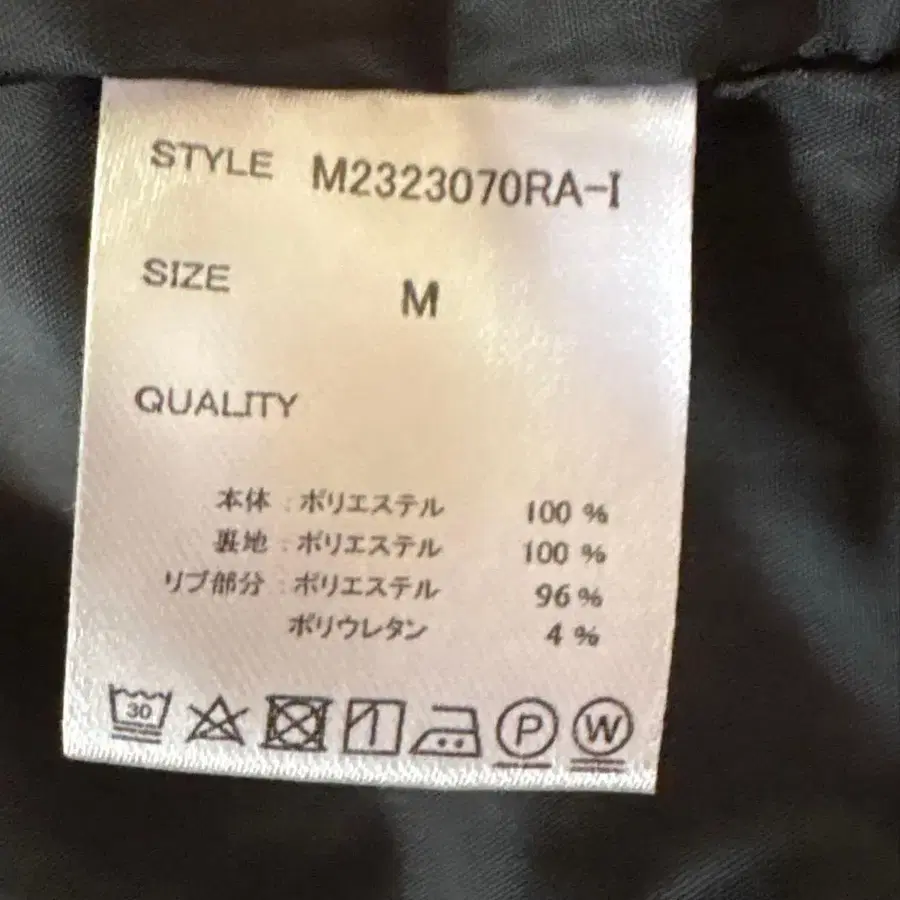 STYLE M2323070RA-I
SIZE M
QUALITY
本体 : ポリエステル 100 %
裏地 : ポリエステル 100 %
リブ部分 : ポリエステル 96 %
ポリウレタン 4 %
30 P W